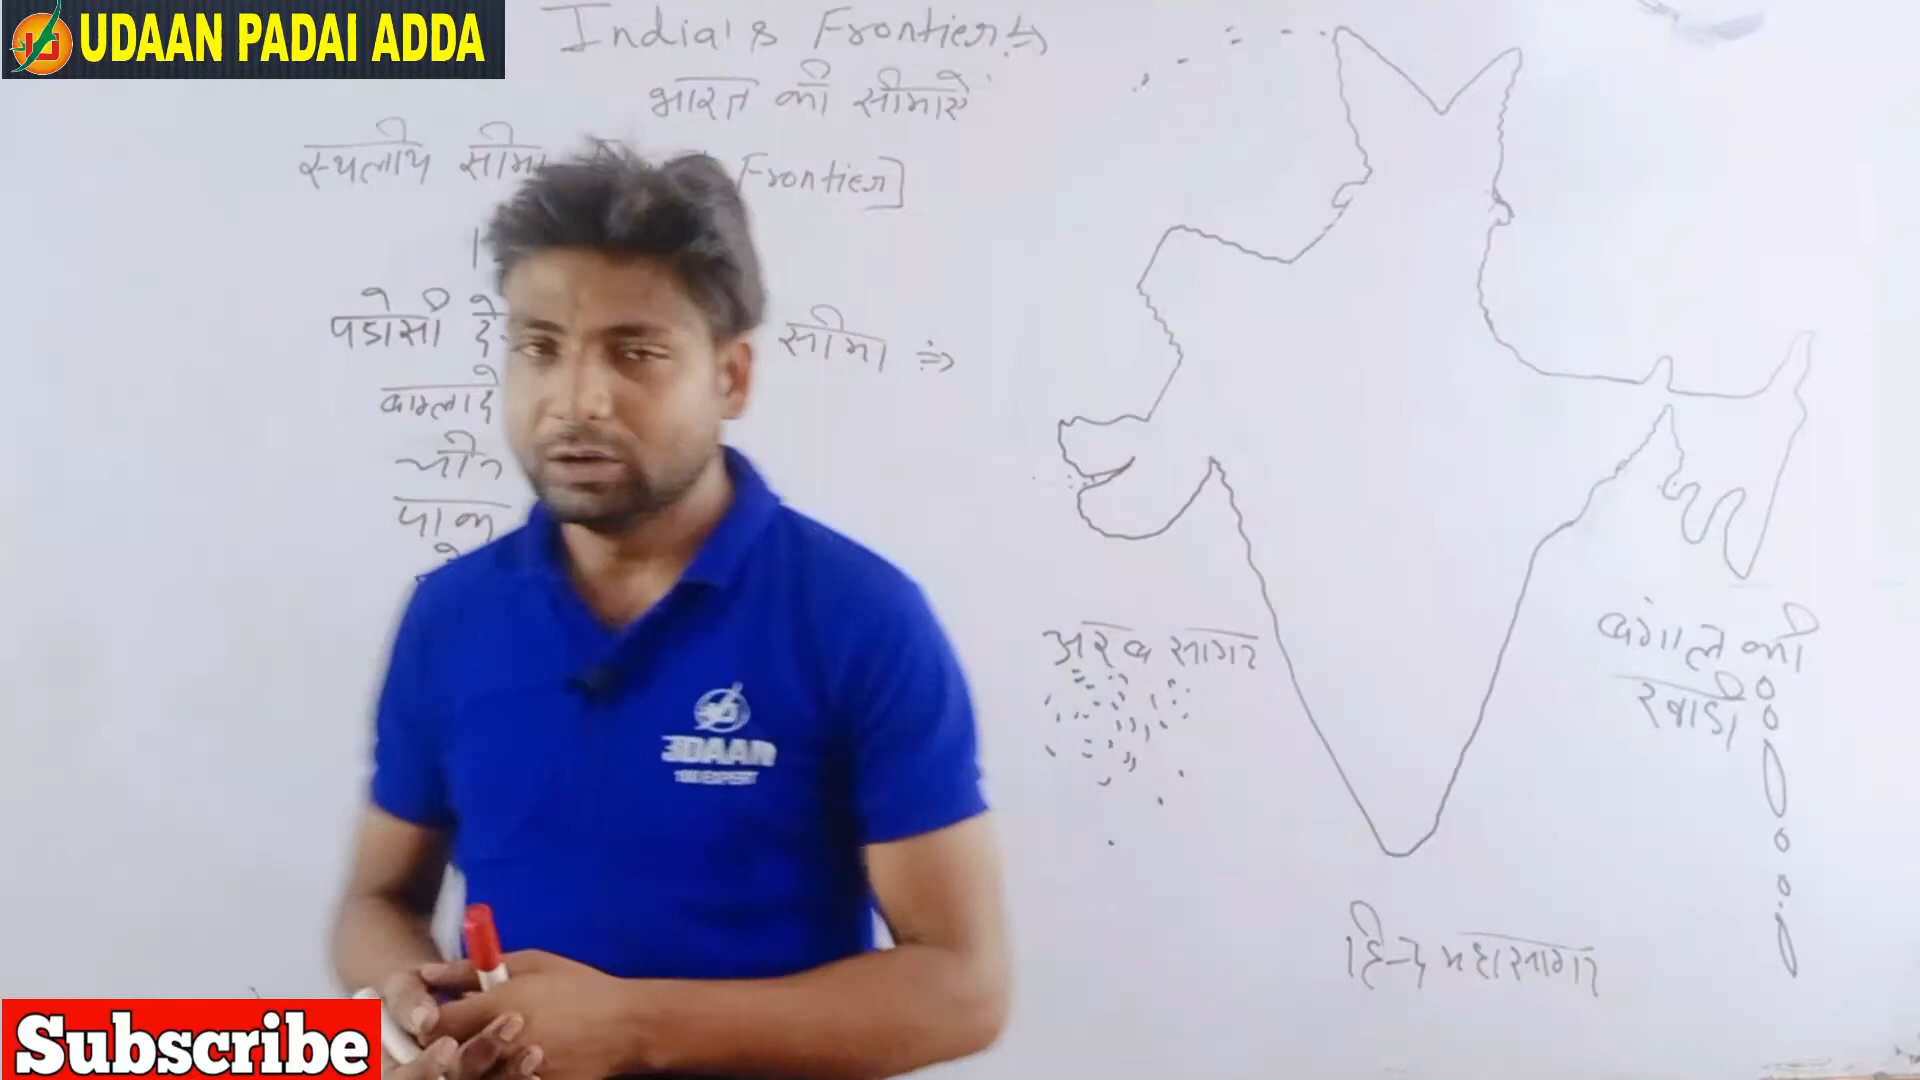 UDAAN PADAI ADDA
India's Frontier
भारत की सीमाएं
स्थलीय सीमा Frontier]
पडोसी सीमा
चीन
पाक
अरब सागर
बंगाल की
खाडी
हिन्द महासागर
Subscribe